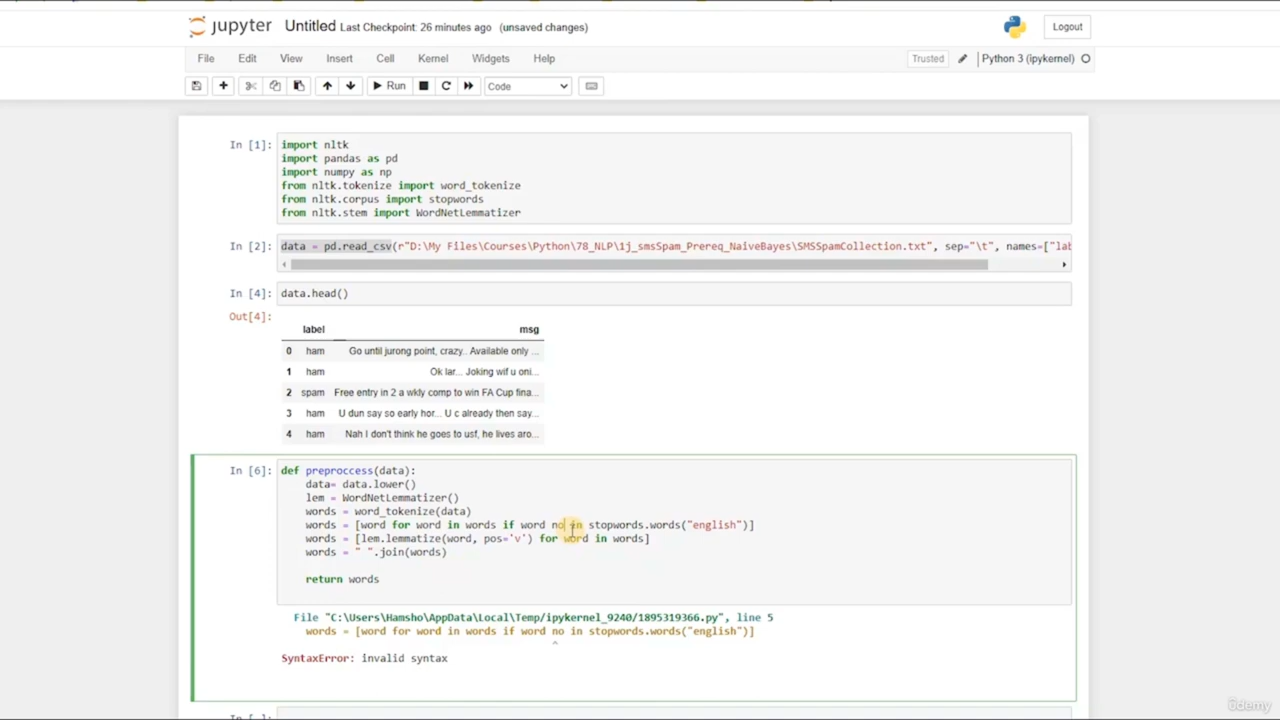 jupyter Untitled Last Checkpoint: 26 minutes ago (unsaved changes) Logout
File Edit View Insert Cell Kernel Widgets Help Trusted Python 3 (ipykernel)
Run Code
In [1]: import nltk
import pandas as pd
import numpy as np
from nltk.tokenize import word_tokenize
from nltk.corpus import stopwords
from nltk.stem import WordNetLemmatizer
In [2]: data = pd.read_csv(r"D:\My Files\Courses\Python\78_NLP\1j_smsSpam_Prereq_NaiveBayes\SMSSpamCollection.txt", sep="\t", names=["lab
In [4]: data.head()
Out[4]:
label msg
0 ham Go until jurong point, crazy.. Available only ...
1 ham Ok lar... Joking wif u oni...
2 spam Free entry in 2 a wkly comp to win FA Cup fina...
3 ham U dun say so early hor... U c already then say...
4 ham Nah I don't think he goes to usf, he lives aro...
In [6]: def preproccess(data):
data= data.lower()
lem = WordNetLemmatizer()
words = word_tokenize(data)
words = [word for word in words if word no in stopwords.words("english")]
words = [lem.lemmatize(word, pos='v') for word in words]
words = " ".join(words)
return words
File "C:\Users\Hamsho\AppData\Local\Temp/ipykernel_9240/1895319366.py", line 5
words = [word for word in words if word no in stopwords.words("english")]
^
SyntaxError: invalid syntax
In [ ]:
ûdemy